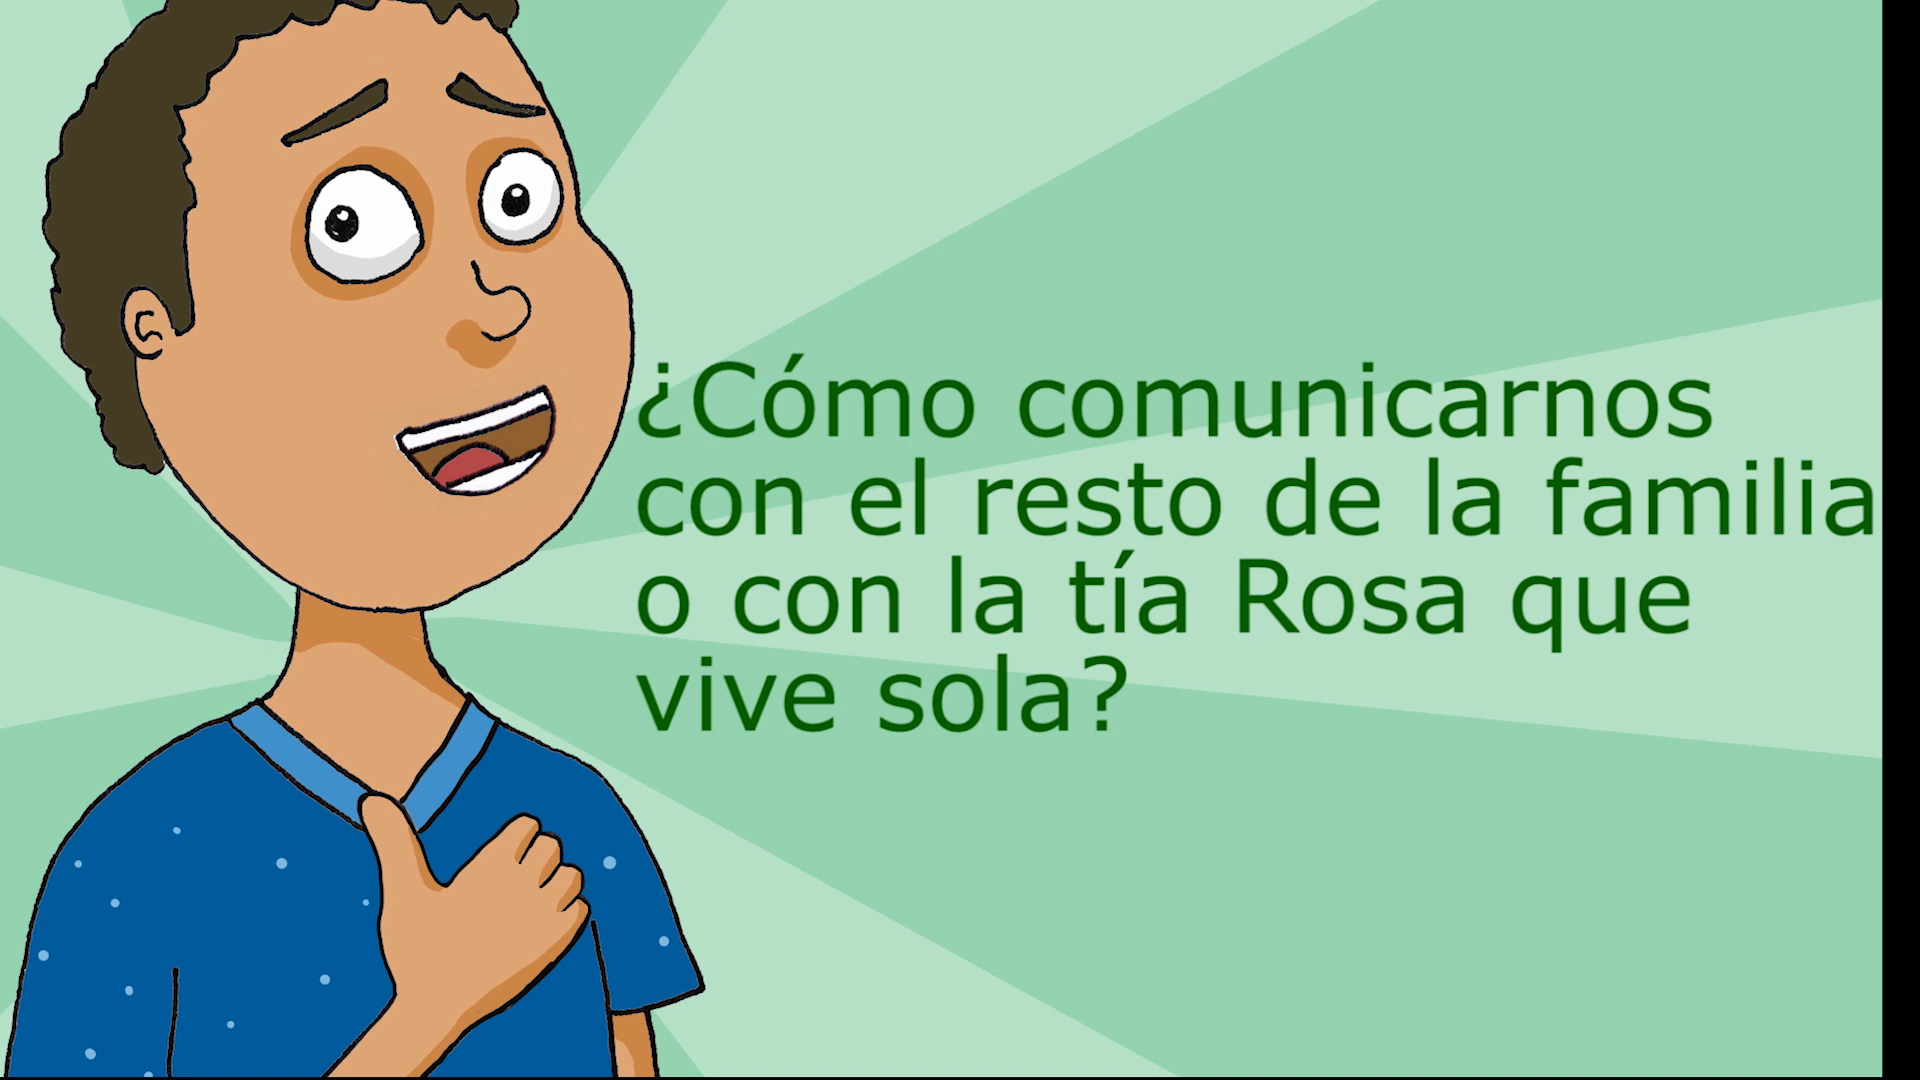 ¿Cómo comunicarnos
con el resto de la familia
o con la tía Rosa que
vive sola?